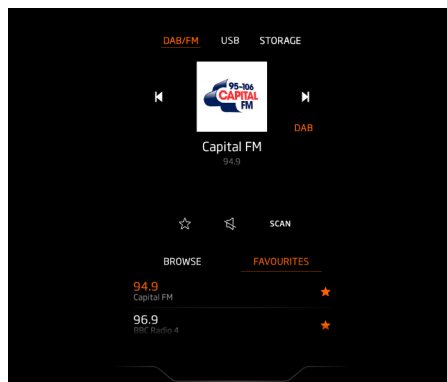 DAB/FM USB STORAGE
95-106
CAPITAL
FM
DAB
Capital FM
94.9
SCAN
BROWSE FAVOURITES
94.9
Capital FM
96.9
BBC Radio 4